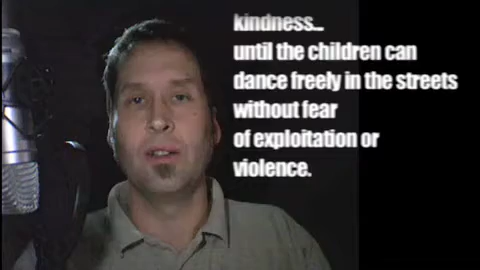 kindness...
until the children can
dance freely in the streets
without fear
of exploitation or
violence.